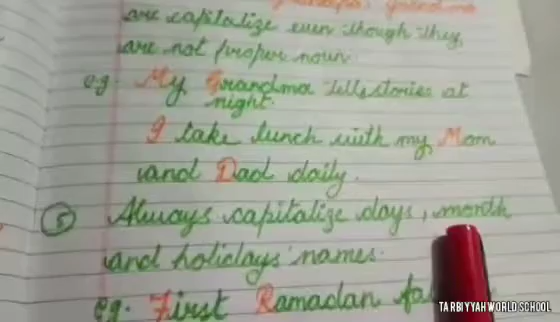 are capitalize even though they
are not proper noun
eg. My Grandma tells stories at
night.
I take lunch with my Mom
and Dad daily.
5 Always capitalize days, month
and holidays names.
eg. First Ramadan
TARBIYYAH WORLD SCHOOL